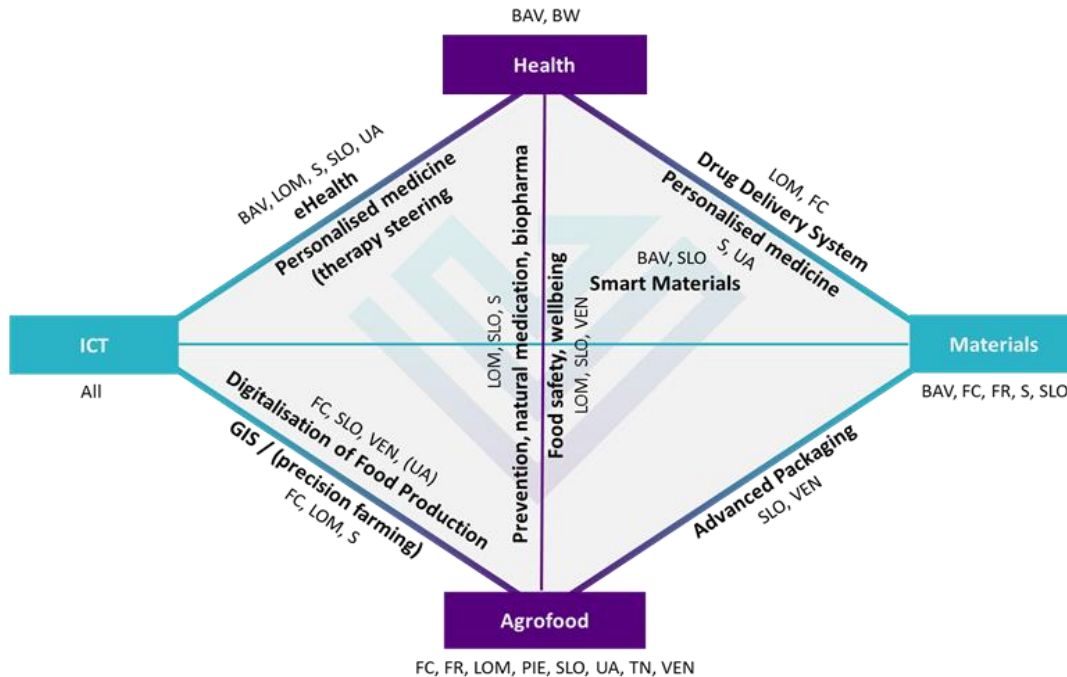 BAV, BW
Health
BAV, LOM, S, SLO, UA
eHealth
Personalised medicine
(therapy steering
LOM, FC
Drug Delivery System
Personalised medicine
S, UA
BAV, SLO
Smart Materials
LOM, SLO, S
Prevention, natural medication, biopharma
Food safety, wellbeing
LOM, SLO, VEN
ICT
All
Materials
BAV, FC, FR, S, SLO
FC, SLO, VEN, (UA)
Digitalisation of Food Production
GIS / (precision farming)
FC, LOM, S
Advanced Packaging
SLO, VEN
Agrofood
FC, FR, LOM, PIE, SLO, UA, TN, VEN